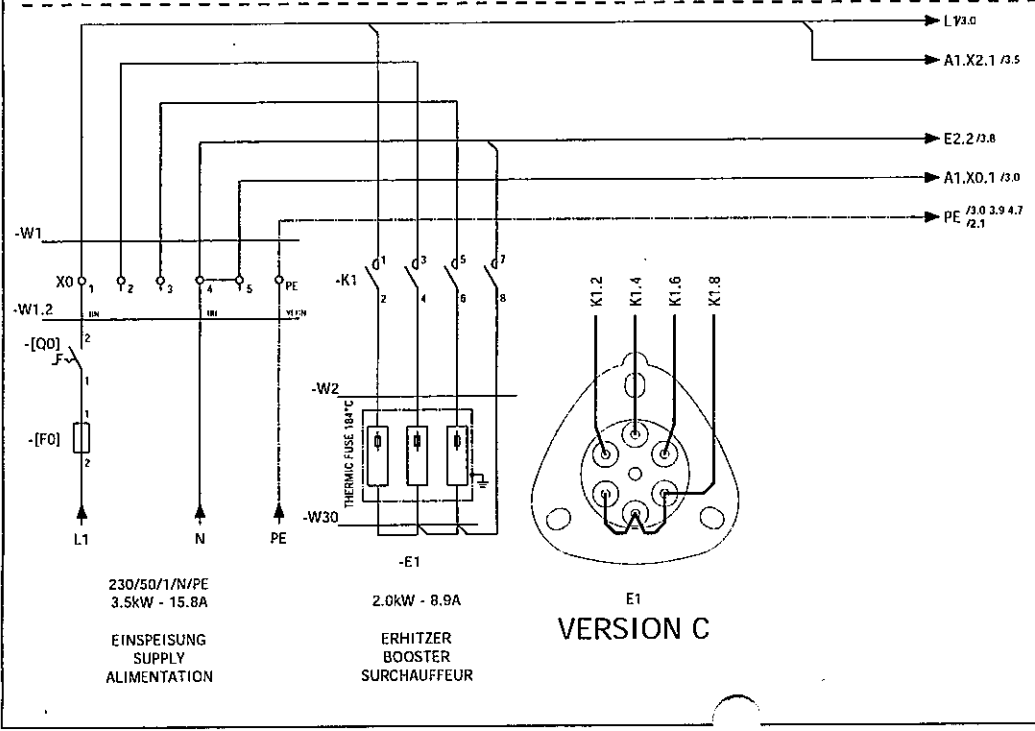 L1/3.0
A1.X2.1 /3.5
E2.2 /3.8
A1.X0.1 /3.0
PE /3.0 3.9 4.7
/2.1
-W1
X0 1 2 3 4 5 PE
-K1 1 3 5 7
2 4 6 8
K1.2 K1.4 K1.6 K1.8
-W1.2
-[Q0] 2
1
-W2
-[F0] 1
2
THERMIC FUSE 184°C
-W30
L1 N PE
-E1
230/50/1/N/PE
3.5kW - 15.8A
2.0kW - 8.9A
E1
VERSION C
EINSPEISUNG
SUPPLY
ALIMENTATION
ERHITZER
BOOSTER
SURCHAUFFEUR